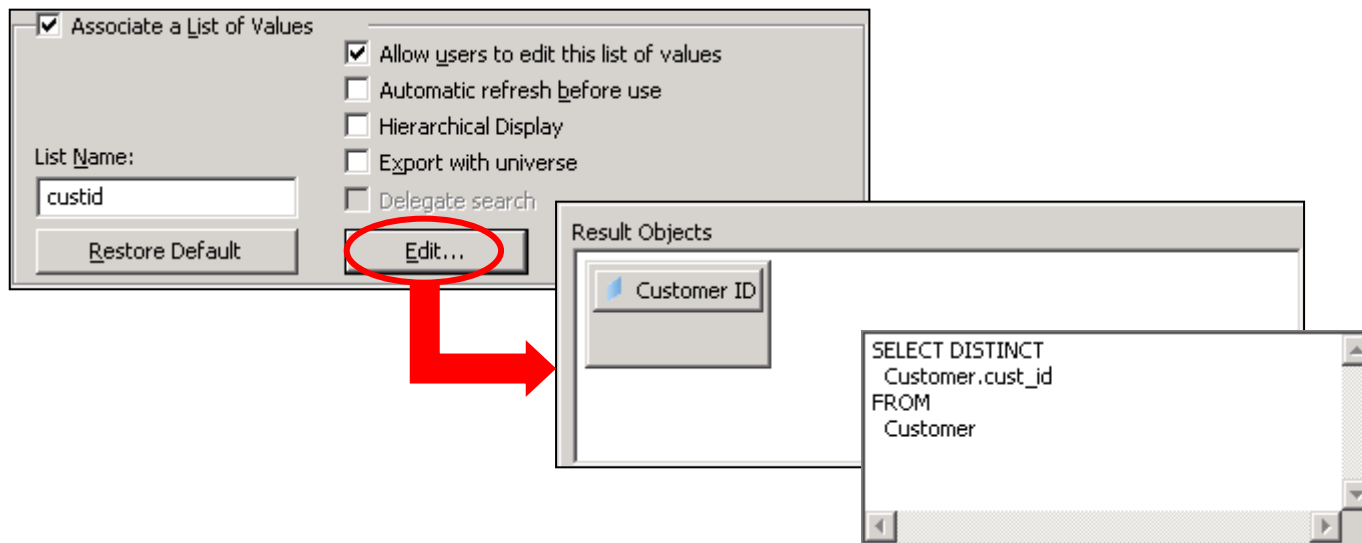 Associate a List of Values
Allow users to edit this list of values
Automatic refresh before use
Hierarchical Display
List Name:
Export with universe
custid
Delegate search
Restore Default
Edit...
Result Objects
Customer ID
SELECT DISTINCT
Customer.cust_id
FROM
Customer